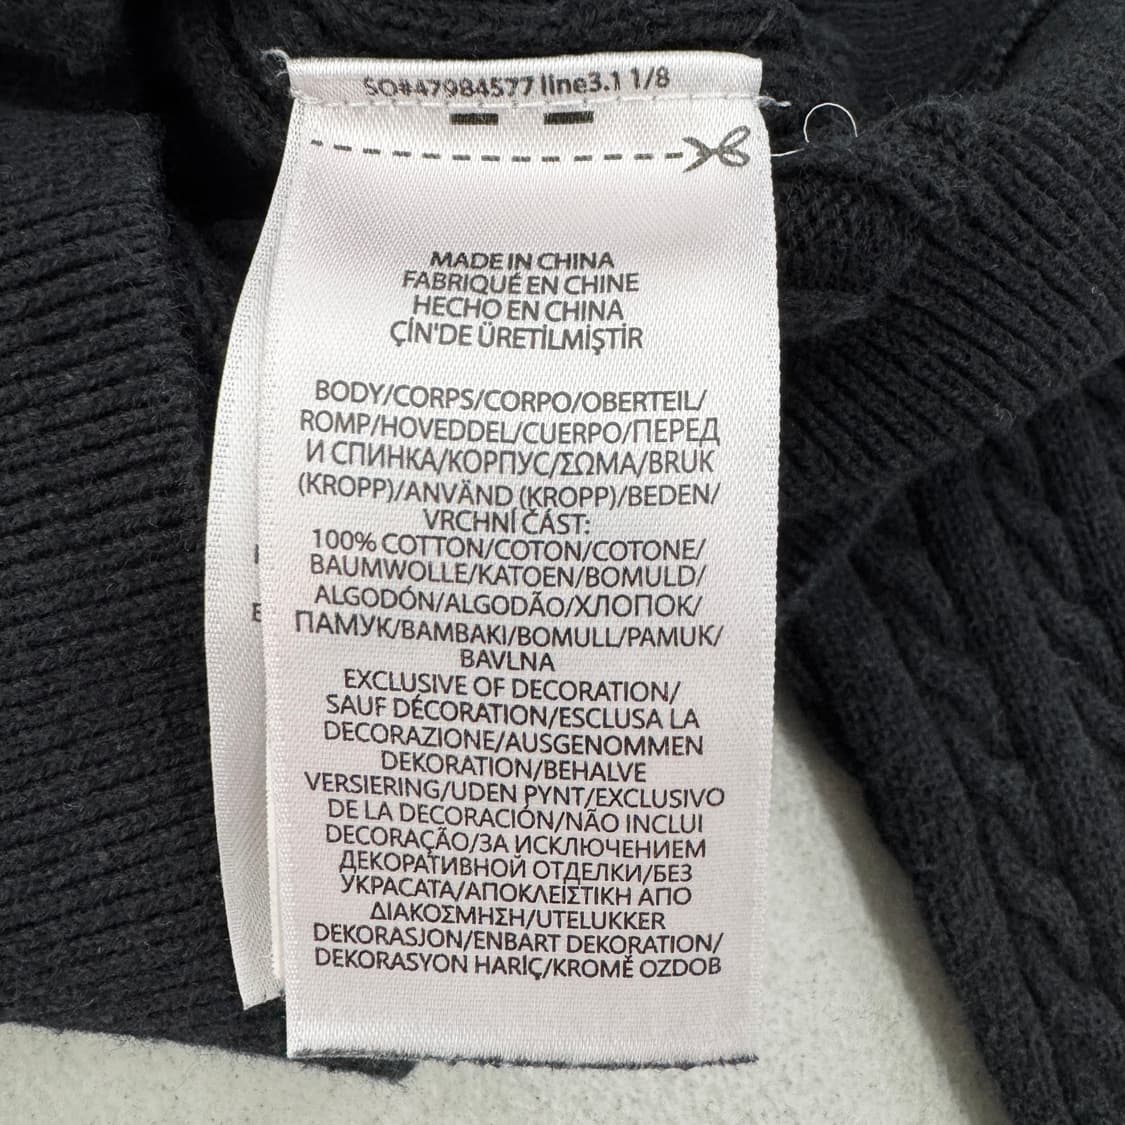 SO#47984577 line3.1 1/8
MADE IN CHINA
FABRIQUÉ EN CHINE
HECHO EN CHINA
ÇİN'DE ÜRETİLMİŞTİR
BODY/CORPS/CORPO/OBERTEIL/
ROMP/HOVEDDEL/CUERPO/ПЕРЕД
И СПИНКА/КОРПУС/ΣΩΜΑ/BRUK
(KROPP)/ANVÄND (KROPP)/BEDEN/
VRCHNÍ ČÁST:
100% COTTON/COTON/COTONE/
BAUMWOLLE/KATOEN/BOMULD/
ALGODÓN/ALGODÃO/ХЛОПОК/
ПАМУК/ΒΑΜΒΑΚΙ/BOMULL/PAMUK/
BAVLNA
EXCLUSIVE OF DECORATION/
SAUF DÉCORATION/ESCLUSA LA
DECORAZIONE/AUSGENOMMEN
DEKORATION/BEHALVE
VERSIERING/UDEN PYNT/EXCLUSIVO
DE LA DECORACIÓN/NÃO INCLUI
DECORAÇÃO/ЗА ИСКЛЮЧЕНИЕМ
ДЕКОРАТИВНОЙ ОТДЕЛКИ/БЕЗ
УКРАСАТА/ΑΠΟΚΛΕΙΣΤΙΚΗ ΑΠΟ
ΔΙΑΚΟΣΜΗΣΗ/UTELUKKER
DEKORASJON/ENBART DEKORATION/
DEKORASYON HARİÇ/KROMĚ OZDOB